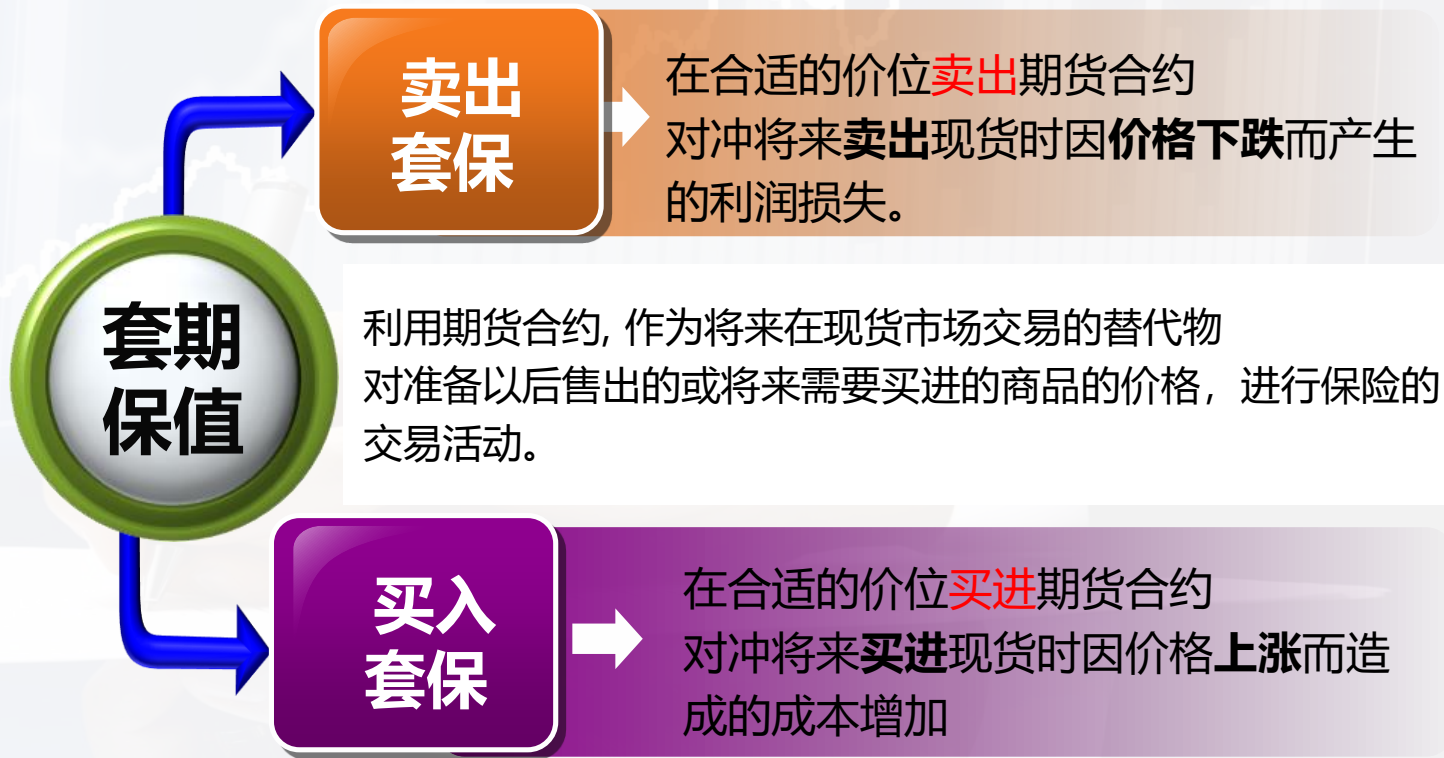 卖出
套保
在合适的价位卖出期货合约
对冲将来卖出现货时因价格下跌而产生
的利润损失。
套期
保值
利用期货合约, 作为将来在现货市场交易的替代物
对准备以后售出的或将来需要买进的商品的价格，进行保险的
交易活动。
买入
套保
在合适的价位买进期货合约
对冲将来买进现货时因价格上涨而造
成的成本增加